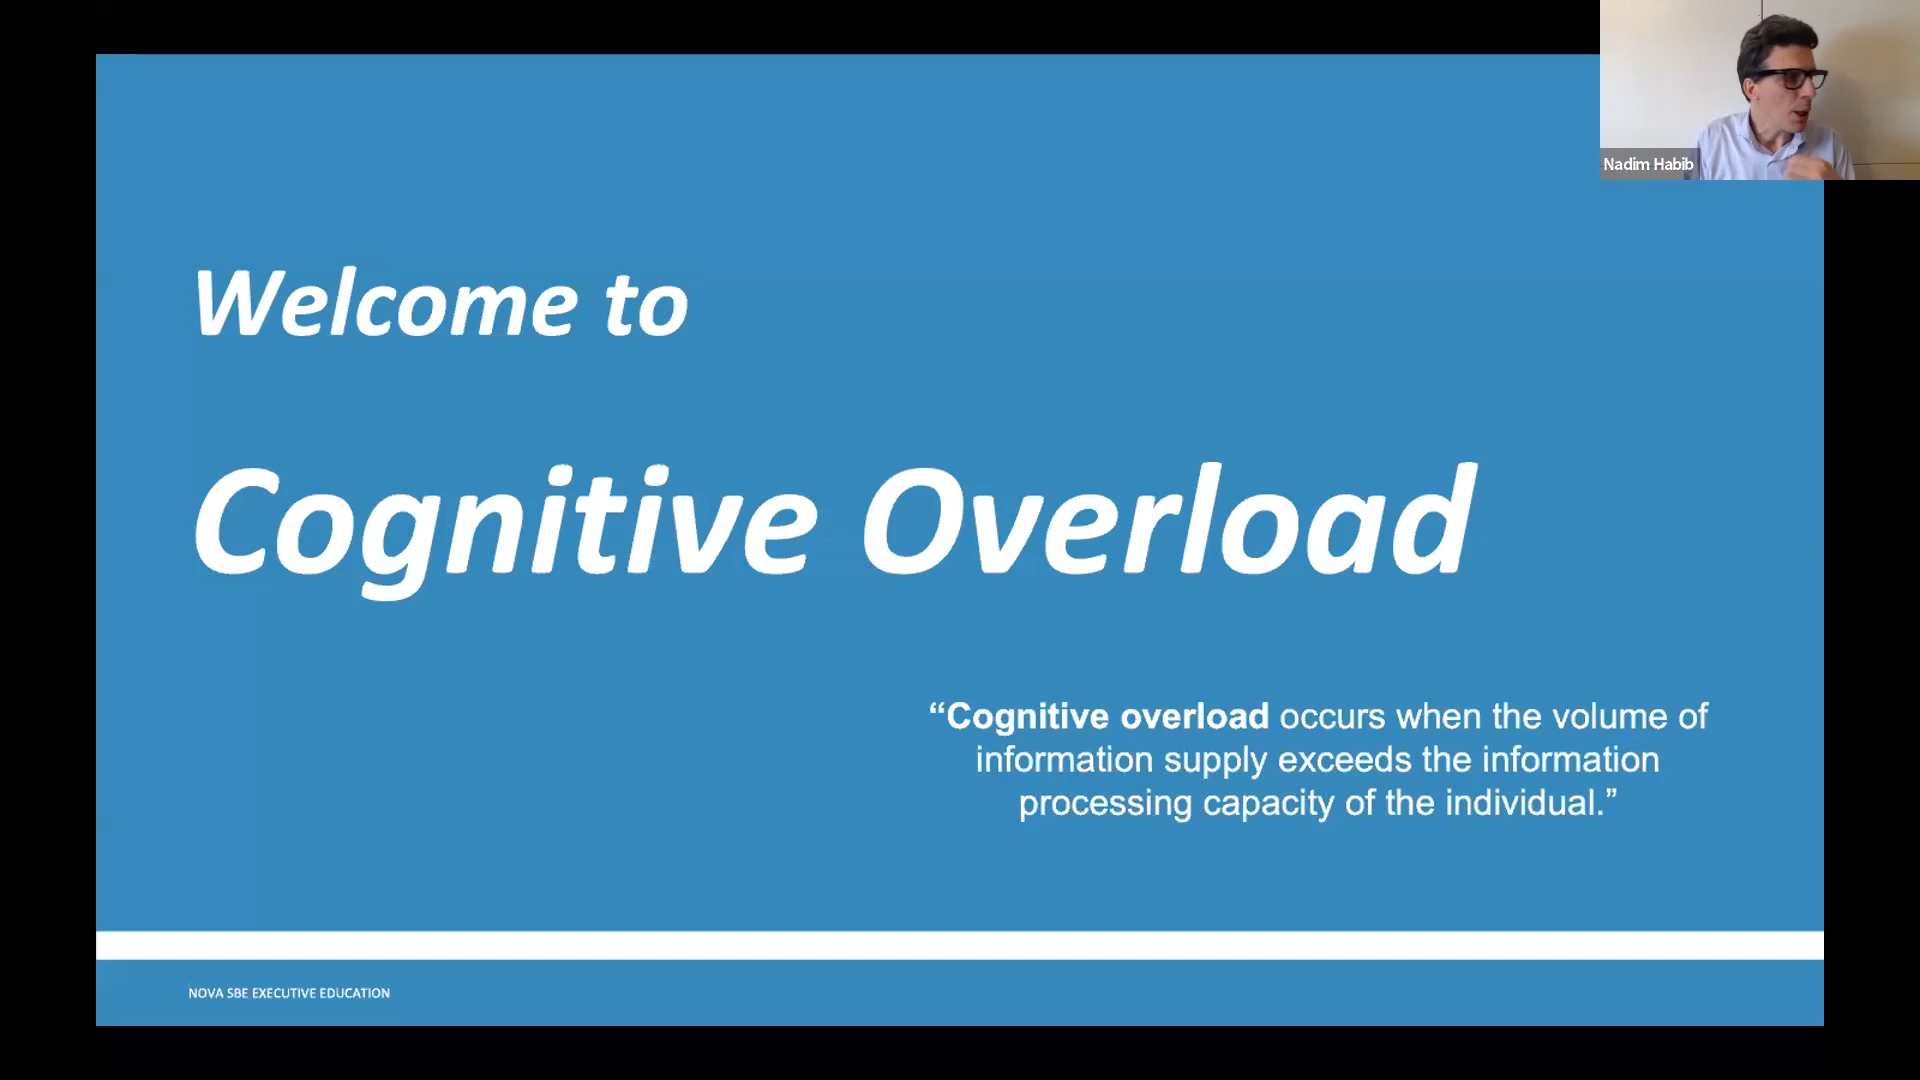 Nadim Habib
Welcome to
Cognitive Overload
“Cognitive overload occurs when the volume of
information supply exceeds the information
processing capacity of the individual.”
NOVA SBE EXECUTIVE EDUCATION